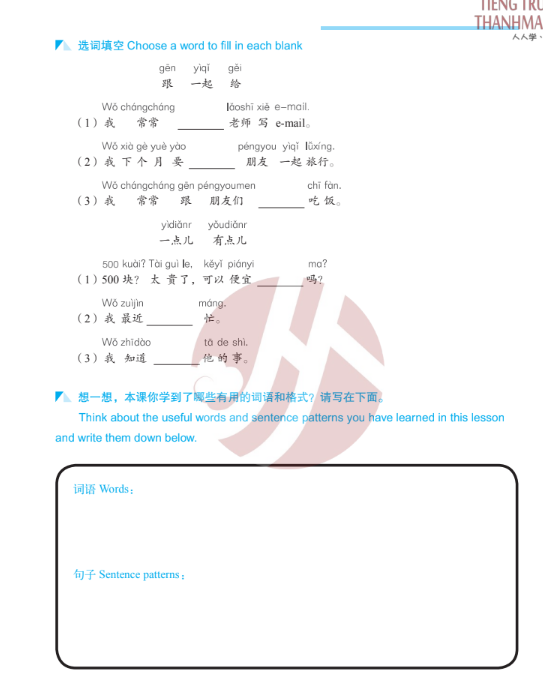 TIẾNG TRU
THANHMA
人人学,
选词填空 Choose a word to fill in each blank
gēn yìqǐ gěi
跟 一起 给
Wǒ chángcháng lǎoshī xiě e-mail.
(1) 我 常常 ______ 老师 写 e-mail。
Wǒ xià gè yuè yào péngyou yìqǐ lǚxíng.
(2) 我 下 个 月 要 ______ 朋友 一起 旅行。
Wǒ chángcháng gēn péngyoumen chī fàn.
(3) 我 常常 跟 朋友们 ______ 吃 饭。
yìdiǎnr yǒudiǎnr
一点儿 有点儿
500 kuài? Tài guì le, kěyǐ piányi ma?
(1) 500 块? 太 贵 了, 可以 便宜 ______ 吗?
Wǒ zuìjìn máng.
(2) 我 最近 ______ 忙。
Wǒ zhīdào tā de shì.
(3) 我 知道 ______ 他 的 事。
想一想,本课你学到了哪些有用的词语和格式?请写在下面。
Think about the useful words and sentence patterns you have learned in this lesson
and write them down below.
词语 Words:
句子 Sentence patterns: